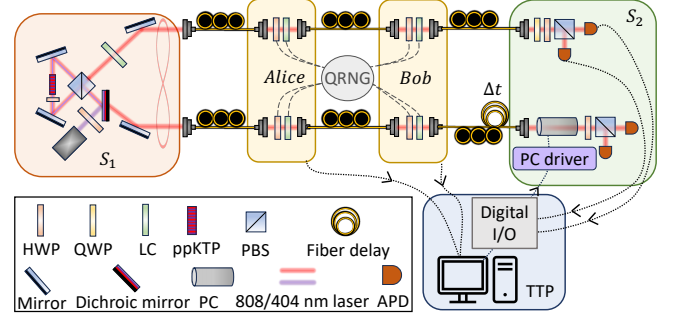 S₂
Alice
QRNG
Bob
Δt
S₁
PC driver
Digital
I/O
TTP
HWP
QWP
LC
ppKTP
PBS
Fiber delay
Mirror
Dichroic mirror
PC
808/404 nm laser
APD